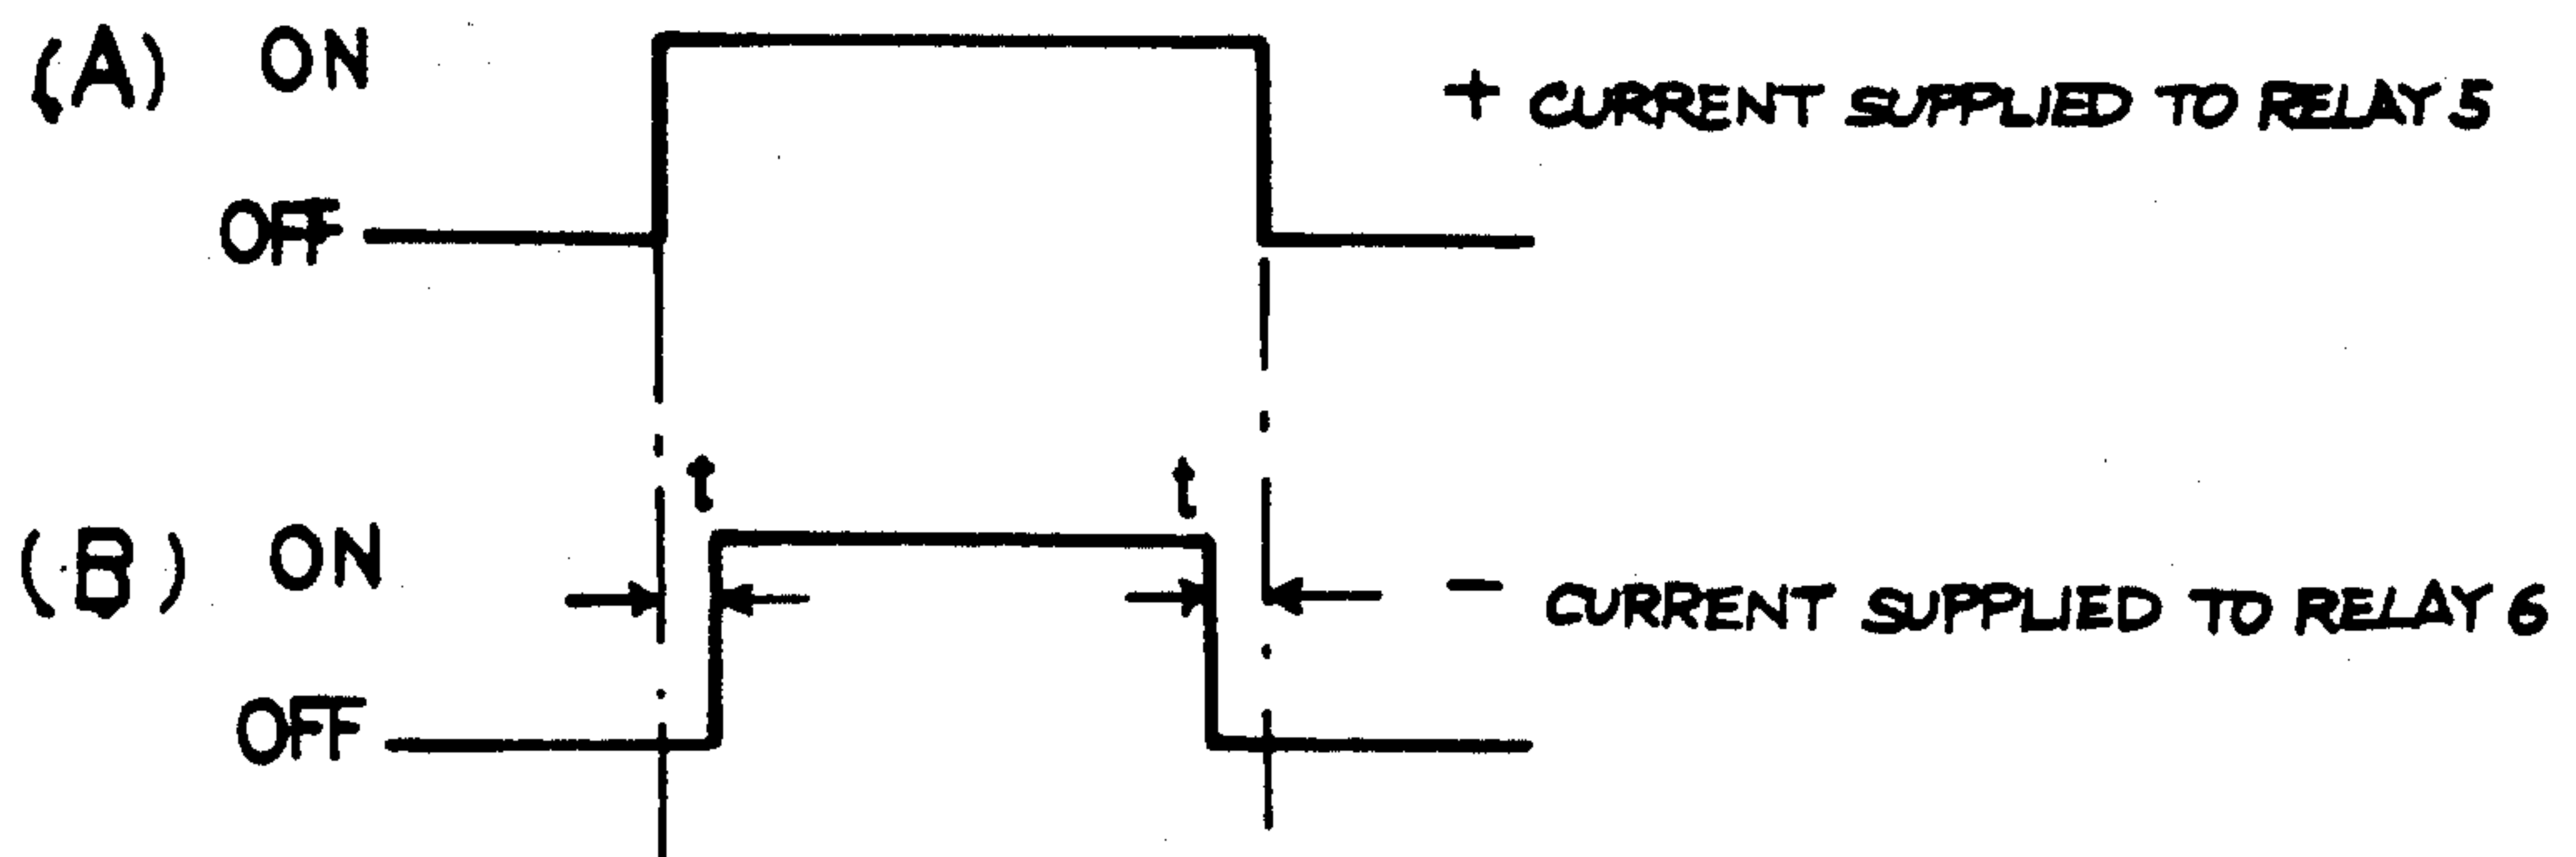 (A) ON
+ CURRENT SUPPLIED TO RELAY 5
OFF
t t
(B) ON
− CURRENT SUPPLIED TO RELAY 6
OFF